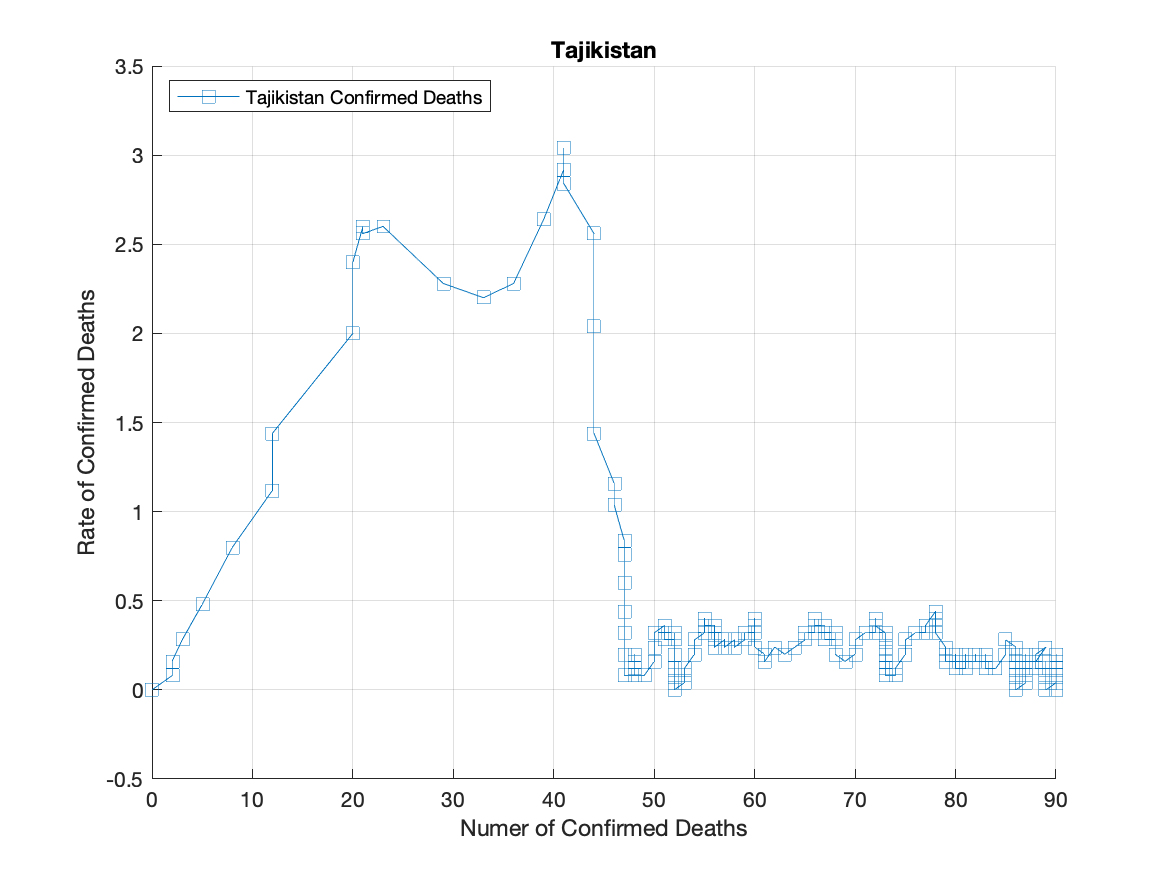 Tajikistan
Tajikistan Confirmed Deaths
3.5
3
2.5
2
1.5
1
0.5
0
-0.5
Rate of Confirmed Deaths
0 10 20 30 40 50 60 70 80 90
Numer of Confirmed Deaths